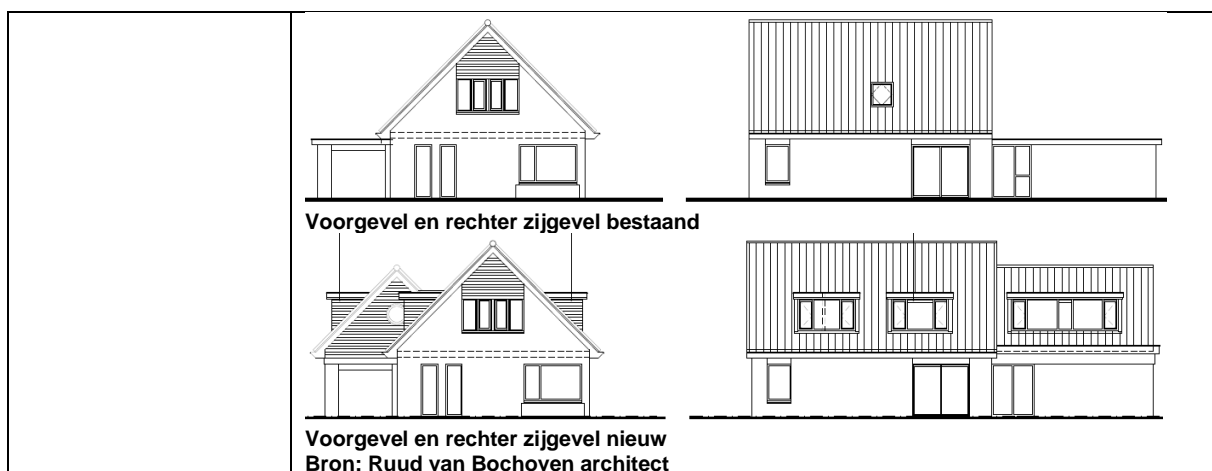 Voorgevel en rechter zijgevel bestaand
Voorgevel en rechter zijgevel nieuw
Bron: Ruud van Bochoven architect